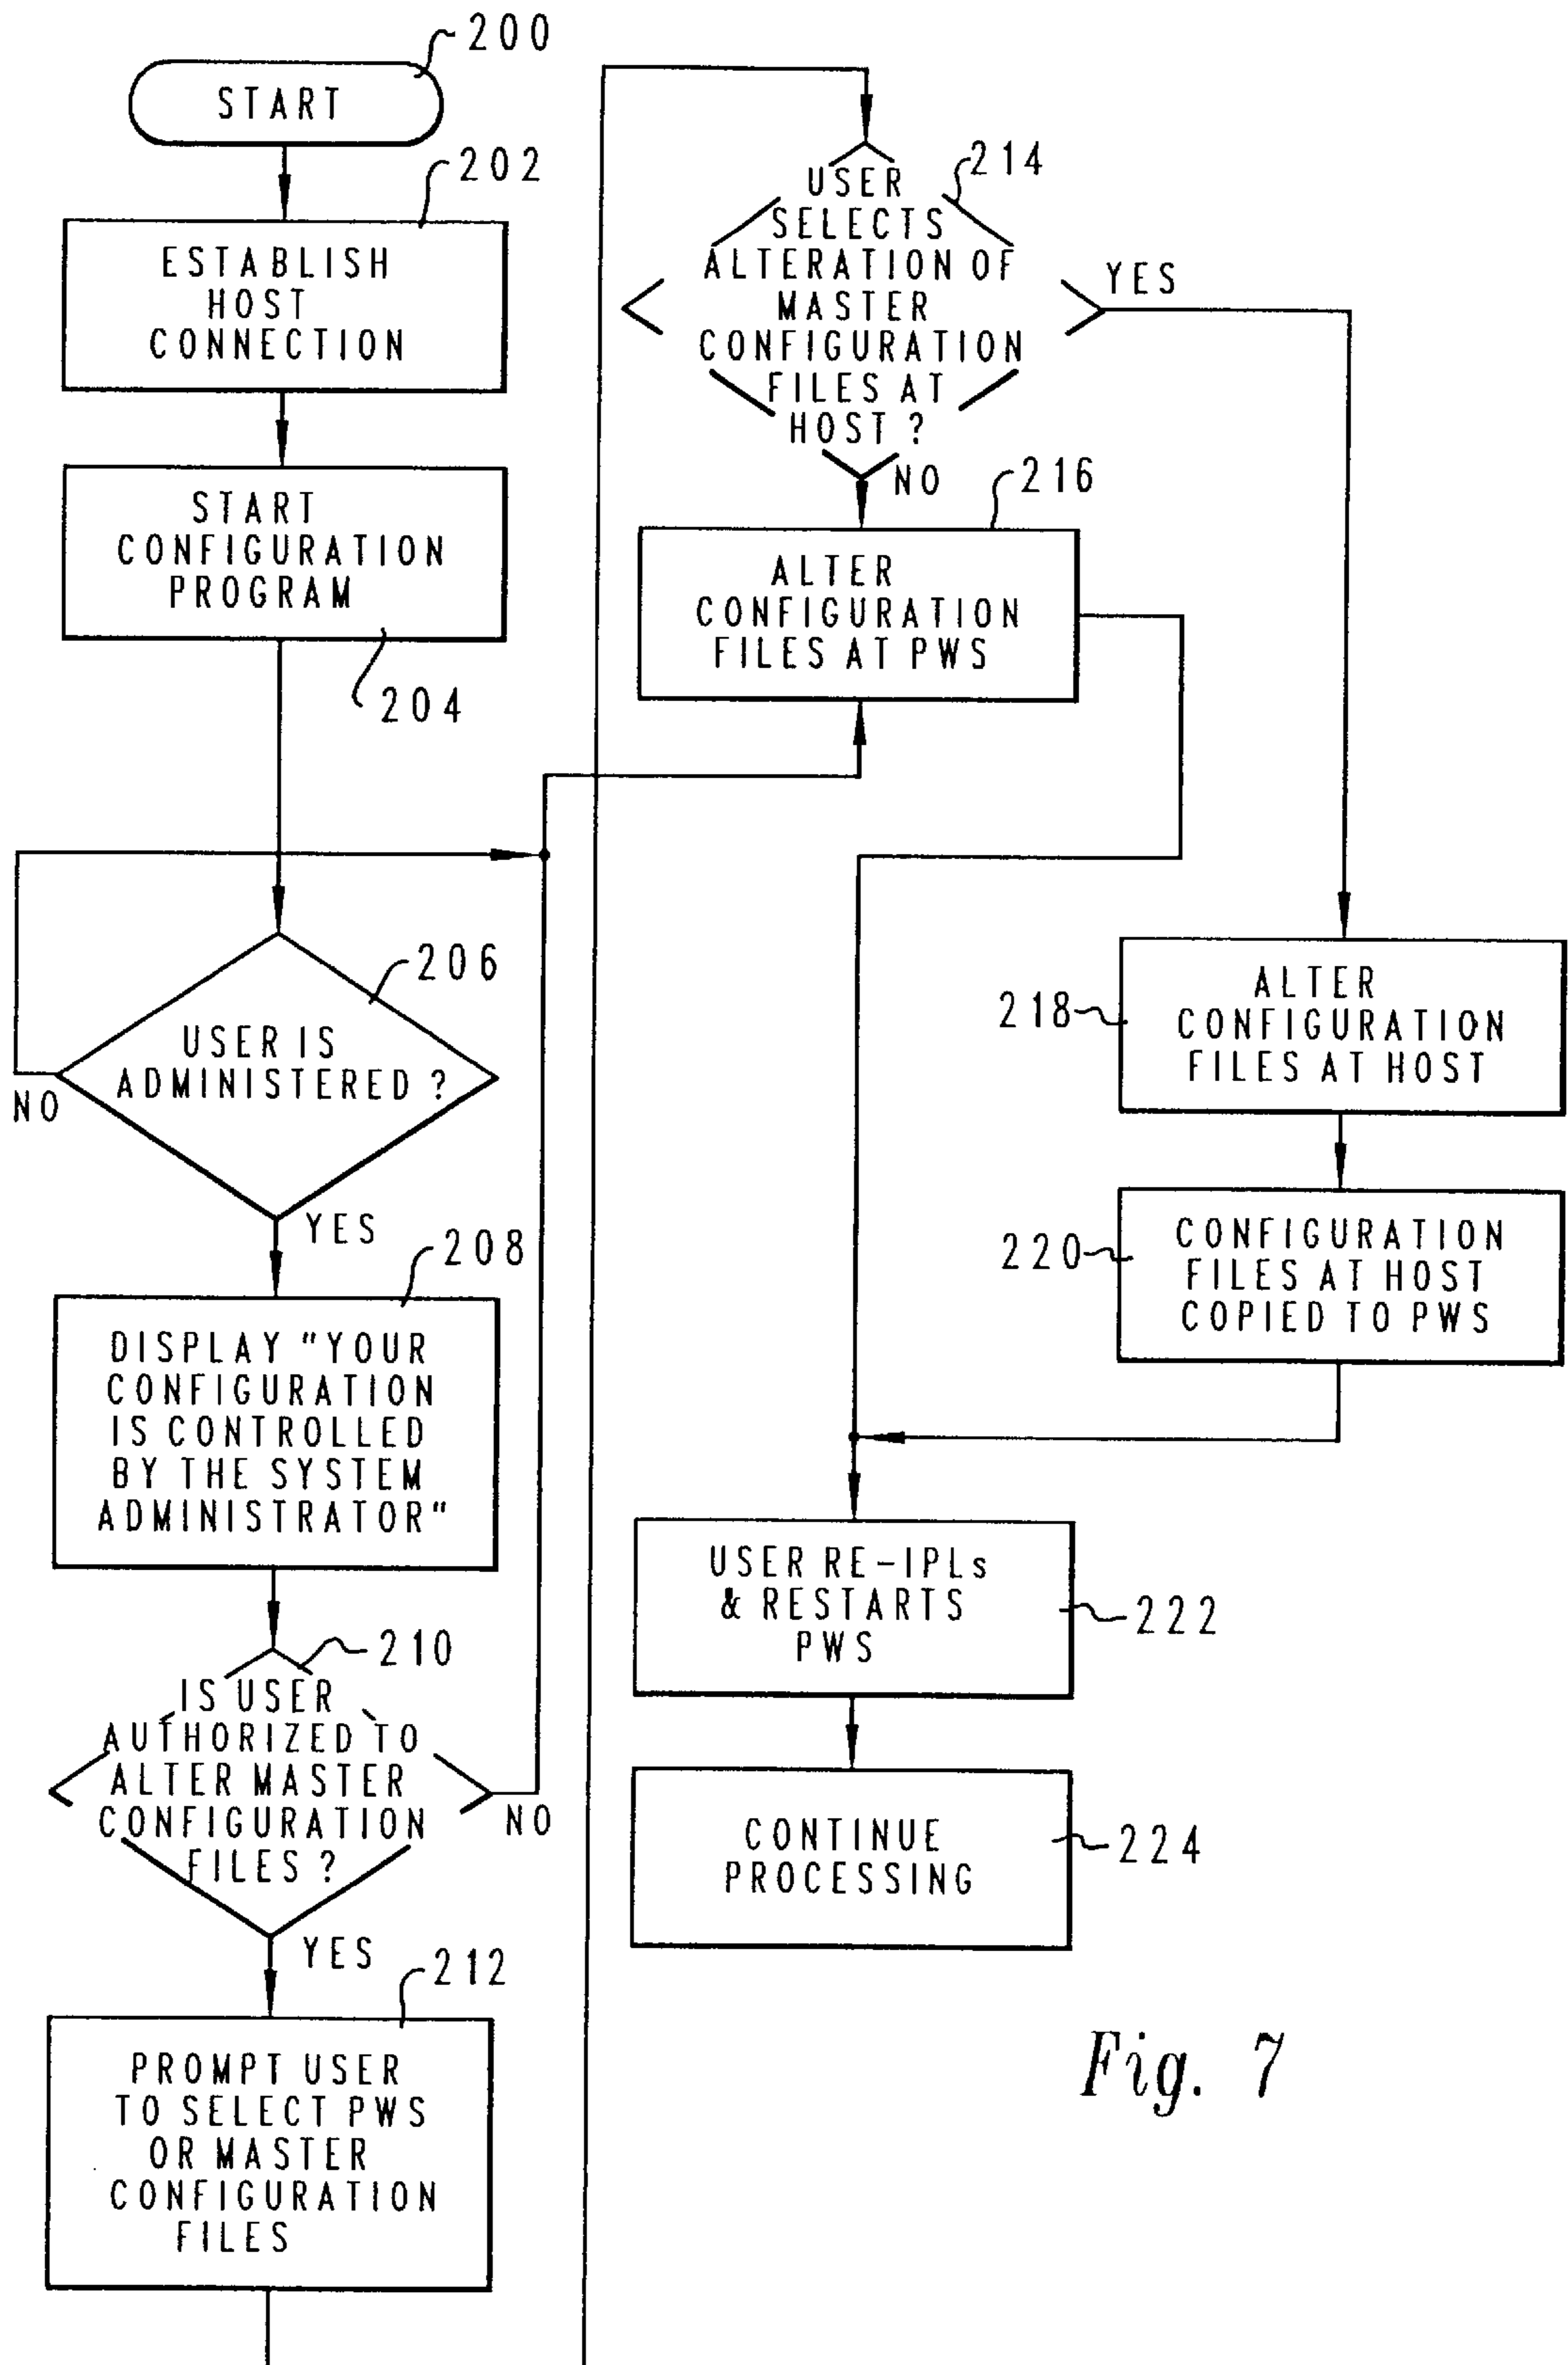 200
START
202
ESTABLISH
HOST
CONNECTION
START
CONFIGURATION
PROGRAM
204
206
USER IS
ADMINISTERED ?
NO
YES
208
DISPLAY "YOUR
CONFIGURATION
IS CONTROLLED
BY THE SYSTEM
ADMINISTRATOR"
210
IS USER
AUTHORIZED TO
ALTER MASTER
CONFIGURATION
FILES ?
NO
YES
212
PROMPT USER
TO SELECT PWS
OR MASTER
CONFIGURATION
FILES
214
USER
SELECTS
ALTERATION OF
MASTER
CONFIGURATION
FILES AT
HOST ?
YES
NO
216
ALTER
CONFIGURATION
FILES AT PWS
218
ALTER
CONFIGURATION
FILES AT HOST
220
CONFIGURATION
FILES AT HOST
COPIED TO PWS
USER RE-IPLs
& RESTARTS
PWS
222
CONTINUE
PROCESSING
224
Fig. 7